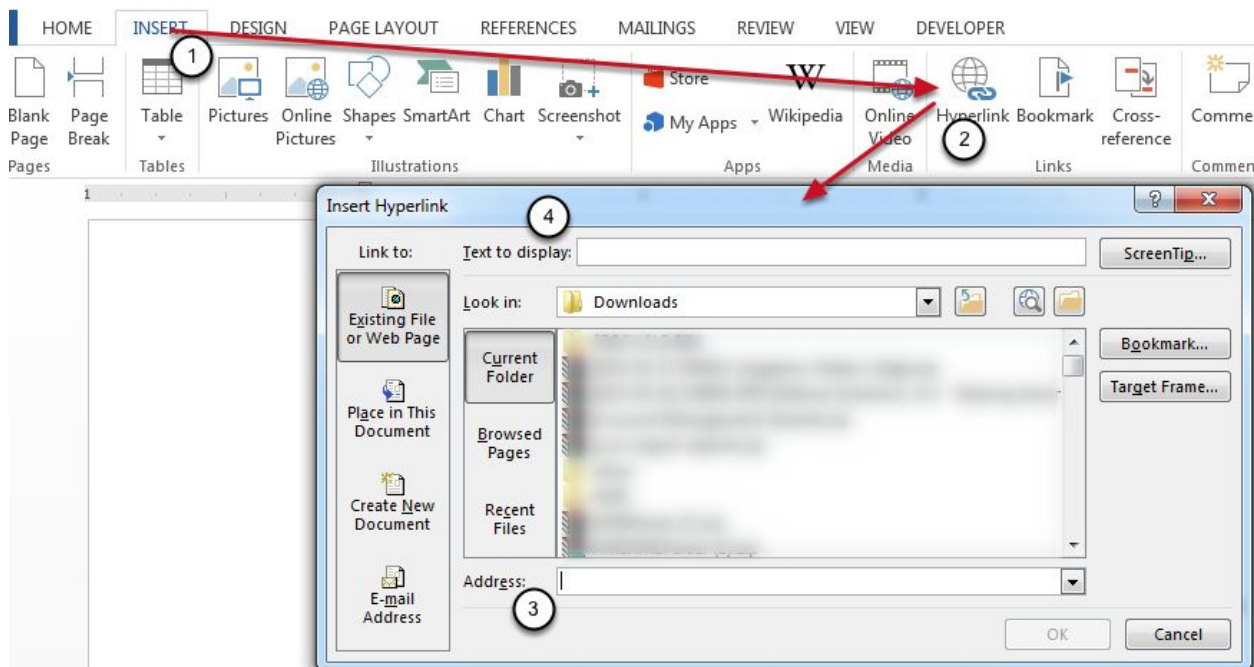 HOME INSERT DESIGN PAGE LAYOUT REFERENCES MAILINGS REVIEW VIEW DEVELOPER
1
Blank Page
Page Break
Table
Pictures
Online Pictures
Shapes
SmartArt
Chart
Screenshot
Store
My Apps
W
Wikipedia
Online Video
Hyperlink
2
Bookmark
Cross-reference
Comme
Pages Tables Illustrations Apps Media Links Commen
1
Insert Hyperlink
4
?
X
Link to:
Text to display:
ScreenTip...
Existing File
or Web Page
Look in:
Downloads
Place in This
Document
Current
Folder
Bookmark...
Target Frame...
Browsed
Pages
Create New
Document
Recent
Files
E-mail
Address
Address:
3
OK
Cancel